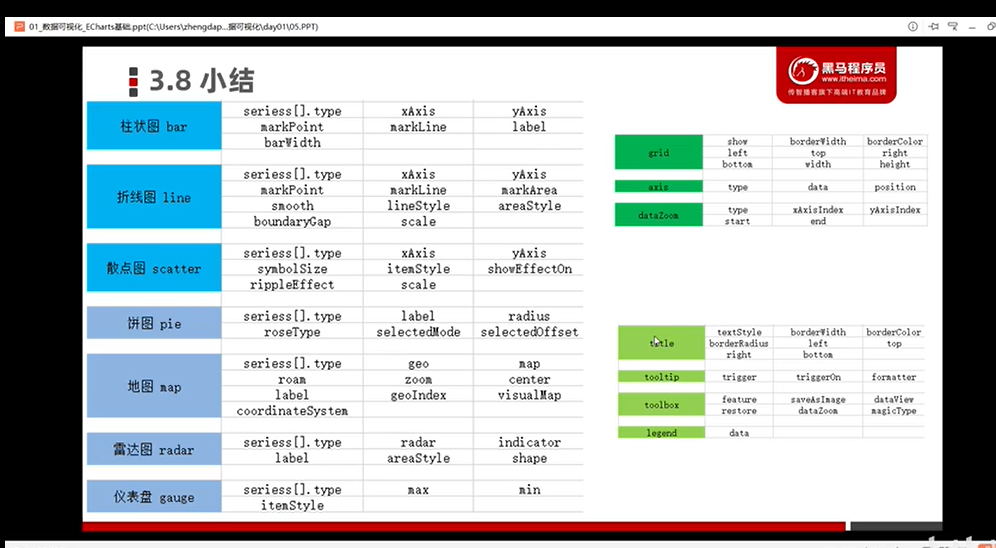 01_数据可视化_ECharts基础.ppt(C:\Users\zhengdap...据可视化\day01\05.PPT)
3.8 小结
黑马程序员
www.itheima.com
传智播客旗下高端IT教育品牌
柱状图 bar
seriess[].type xAxis yAxis
markPoint markLine label
barWidth
折线图 line
seriess[].type xAxis yAxis
markPoint markLine markArea
smooth lineStyle areaStyle
boundaryGap scale
散点图 scatter
seriess[].type xAxis yAxis
symbolSize itemStyle showEffectOn
rippleEffect scale
饼图 pie
seriess[].type label radius
roseType selectedMode selectedOffset
地图 map
seriess[].type geo map
roam zoom center
label geoIndex visualMap
coordinateSystem
雷达图 radar
seriess[].type radar indicator
label areaStyle shape
仪表盘 gauge
seriess[].type max min
itemStyle
grid
show borderWidth borderColor
left top right
bottom width height
axis type data position
dataZoom
type xAxisIndex yAxisIndex
start end
title
textStyle borderWidth borderColor
borderRadius left top
right bottom
tooltip trigger triggerOn formatter
toolbox
feature saveAsImage dataView
restore dataZoom magicType
legend data